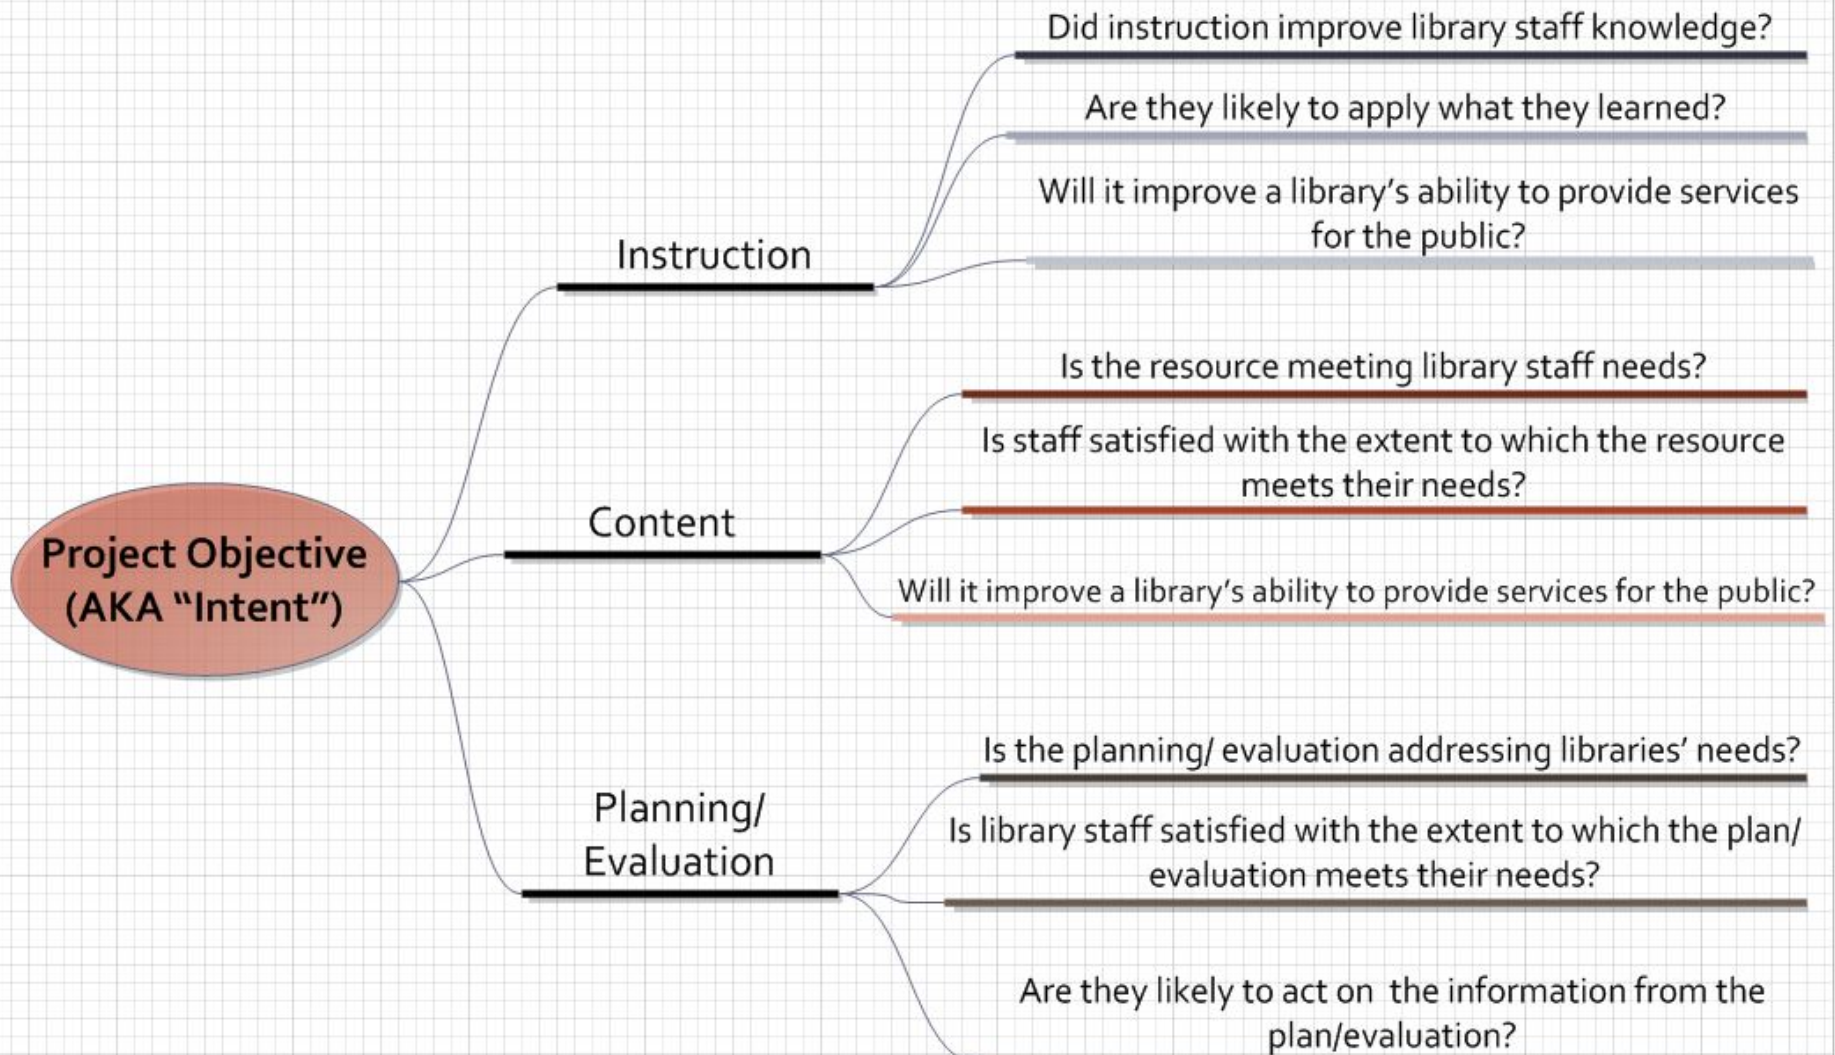 Did instruction improve library staff knowledge?
Are they likely to apply what they learned?
Will it improve a library's ability to provide services
for the public?
Instruction
Is the resource meeting library staff needs?
Is staff satisfied with the extent to which the resource
meets their needs?
Content
Project Objective
(AKA “Intent”)
Will it improve a library's ability to provide services for the public?
Is the planning/ evaluation addressing libraries' needs?
Planning/
Evaluation
Is library staff satisfied with the extent to which the plan/
evaluation meets their needs?
Are they likely to act on  the information from the
plan/evaluation?